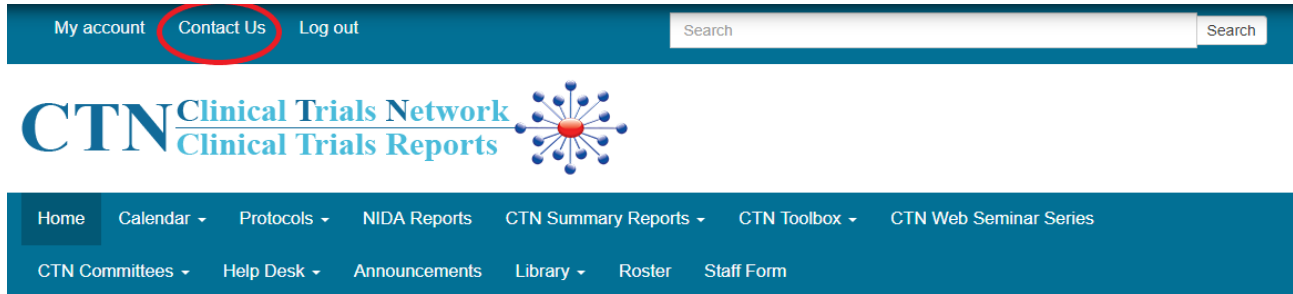 My account Contact Us Log out Search Search
CTN Clinical Trials Network
Clinical Trials Reports
Home Calendar Protocols NIDA Reports CTN Summary Reports CTN Toolbox CTN Web Seminar Series
CTN Committees Help Desk Announcements Library Roster Staff Form